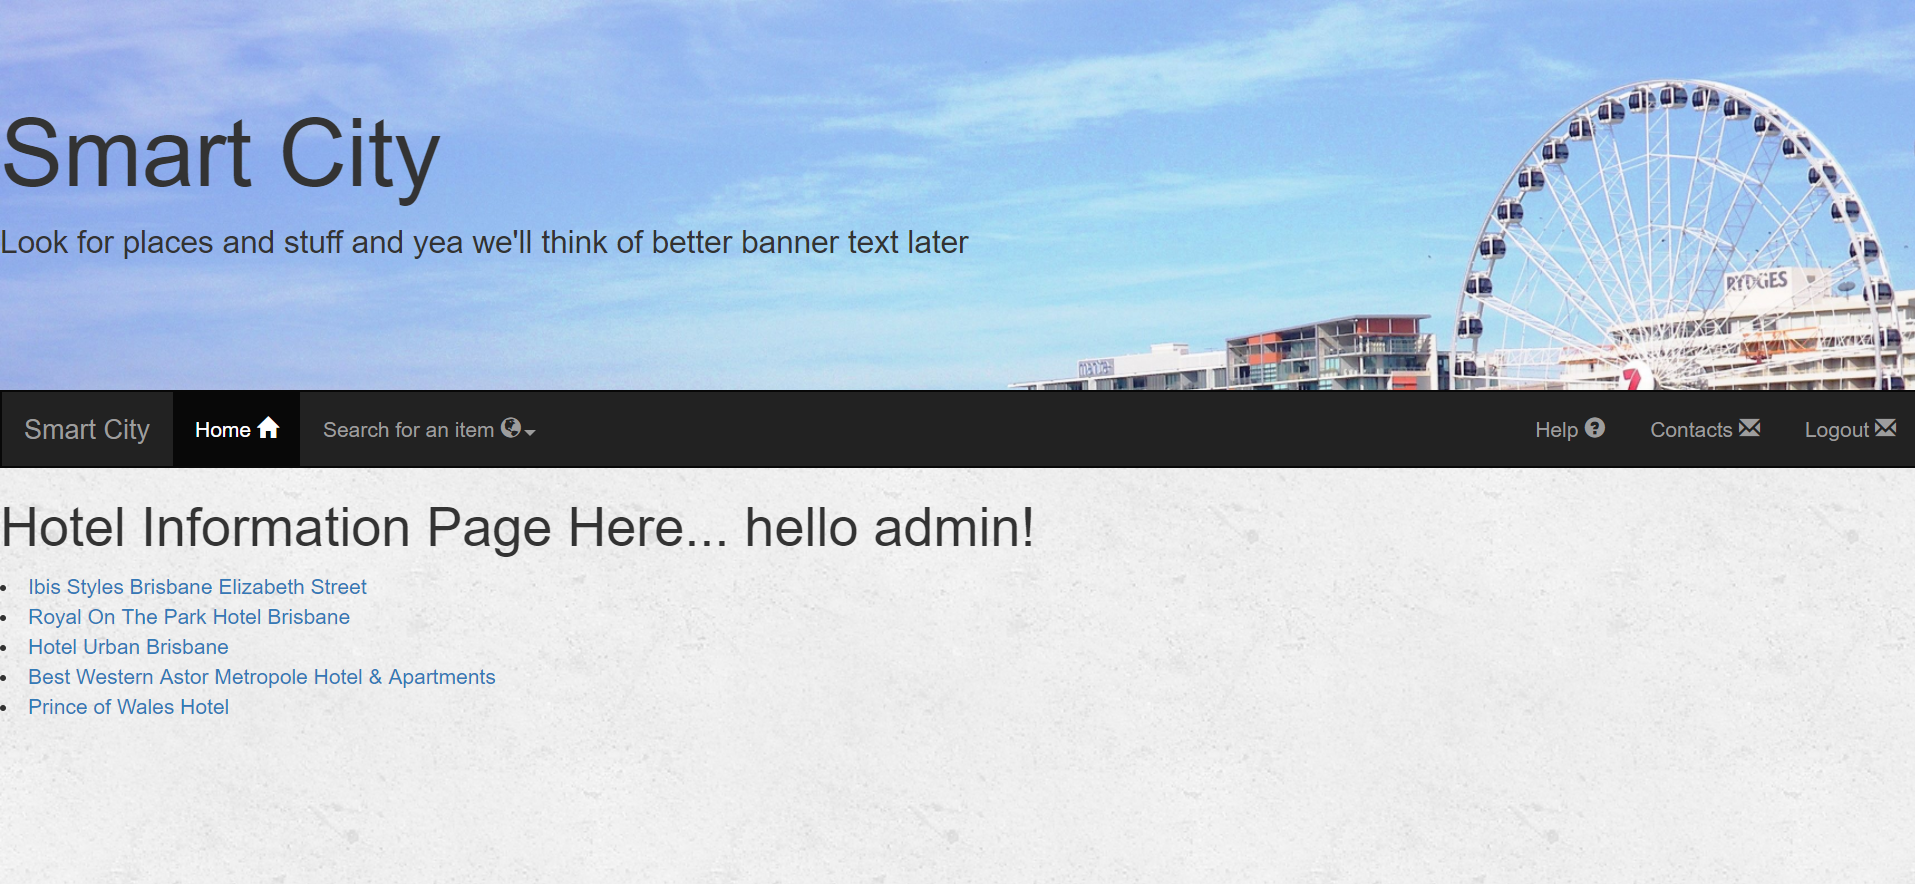 Smart City
Look for places and stuff and yea we'll think of better banner text later
RYDGES
Smart City Home Search for an item Help Contacts Logout
Hotel Information Page Here... hello admin!
Ibis Styles Brisbane Elizabeth Street
Royal On The Park Hotel Brisbane
Hotel Urban Brisbane
Best Western Astor Metropole Hotel & Apartments
Prince of Wales Hotel